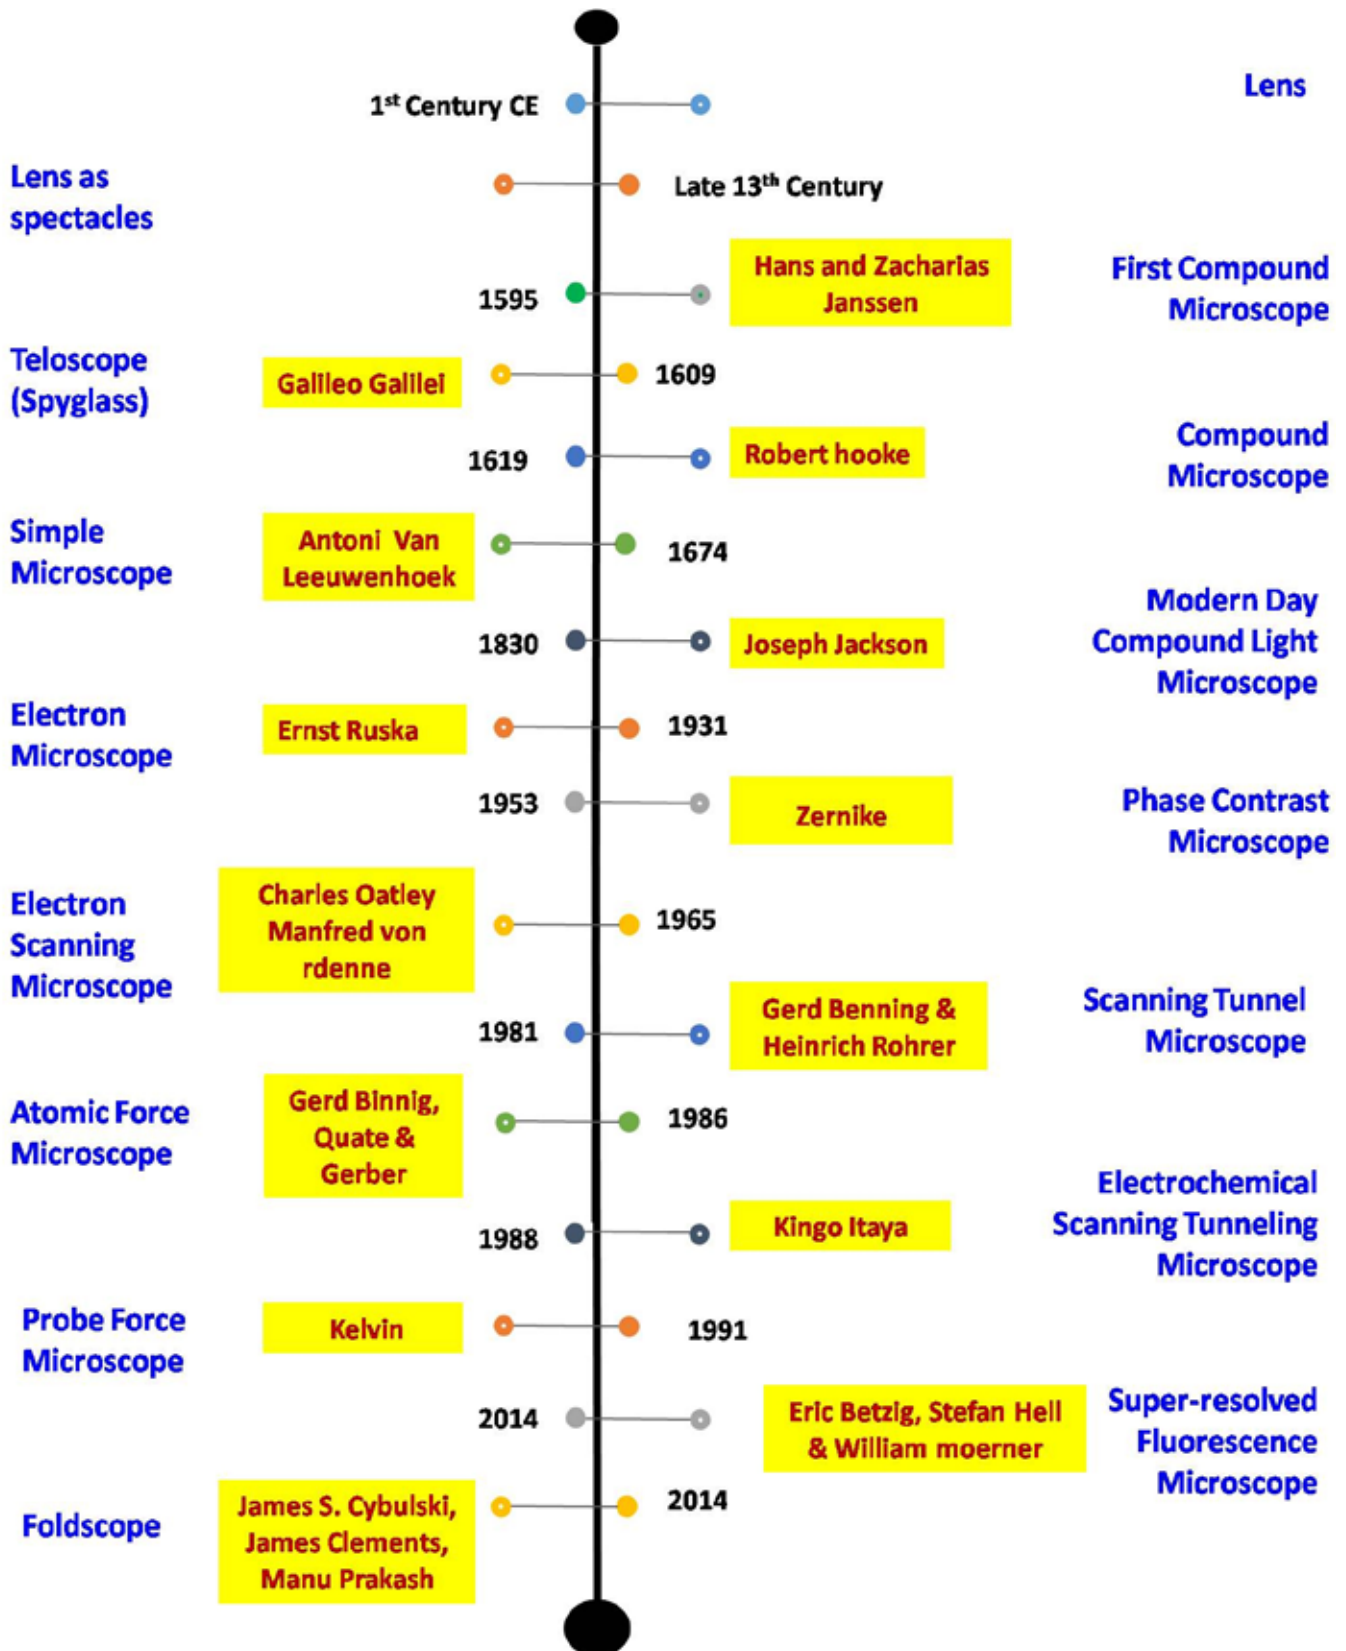 Lens
1st Century CE
Lens as
spectacles
Late 13th Century
Hans and Zacharias
Janssen
First Compound
Microscope
1595
Teloscope
(Spyglass)
Galileo Galilei
1609
Robert hooke
Compound
Microscope
1619
Simple
Microscope
Antoni Van
Leeuwenhoek
1674
Modern Day
Compound Light
Microscope
1830
Joseph Jackson
Electron
Microscope
Ernst Ruska
1931
1953
Zernike
Phase Contrast
Microscope
Electron
Scanning
Microscope
Charles Oatley
Manfred von
rdenne
1965
1981
Gerd Benning &
Heinrich Rohrer
Scanning Tunnel
Microscope
Atomic Force
Microscope
Gerd Binnig,
Quate &
Gerber
1986
1988
Kingo Itaya
Electrochemical
Scanning Tunneling
Microscope
Probe Force
Microscope
Kelvin
1991
2014
Eric Betzig, Stefan Hell
& William moerner
Super-resolved
Fluorescence
Microscope
Foldscope
James S. Cybulski,
James Clements,
Manu Prakash
2014